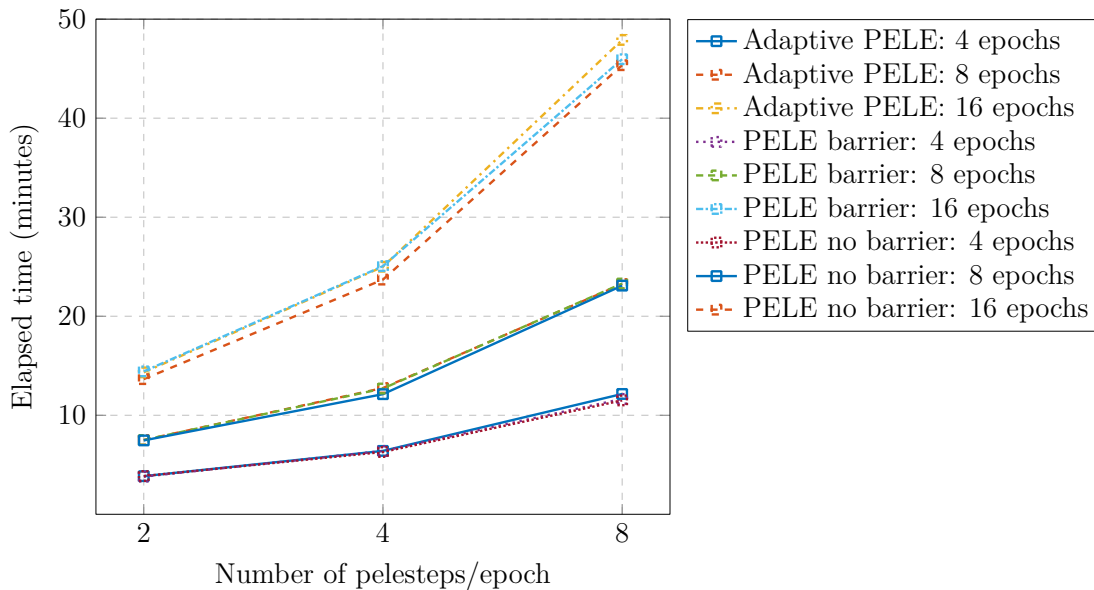 50
40
30
20
10
2
4
8
Elapsed time (minutes)
Number of pelesteps/epoch
Adaptive PELE: 4 epochs
Adaptive PELE: 8 epochs
Adaptive PELE: 16 epochs
PELE barrier: 4 epochs
PELE barrier: 8 epochs
PELE barrier: 16 epochs
PELE no barrier: 4 epochs
PELE no barrier: 8 epochs
PELE no barrier: 16 epochs